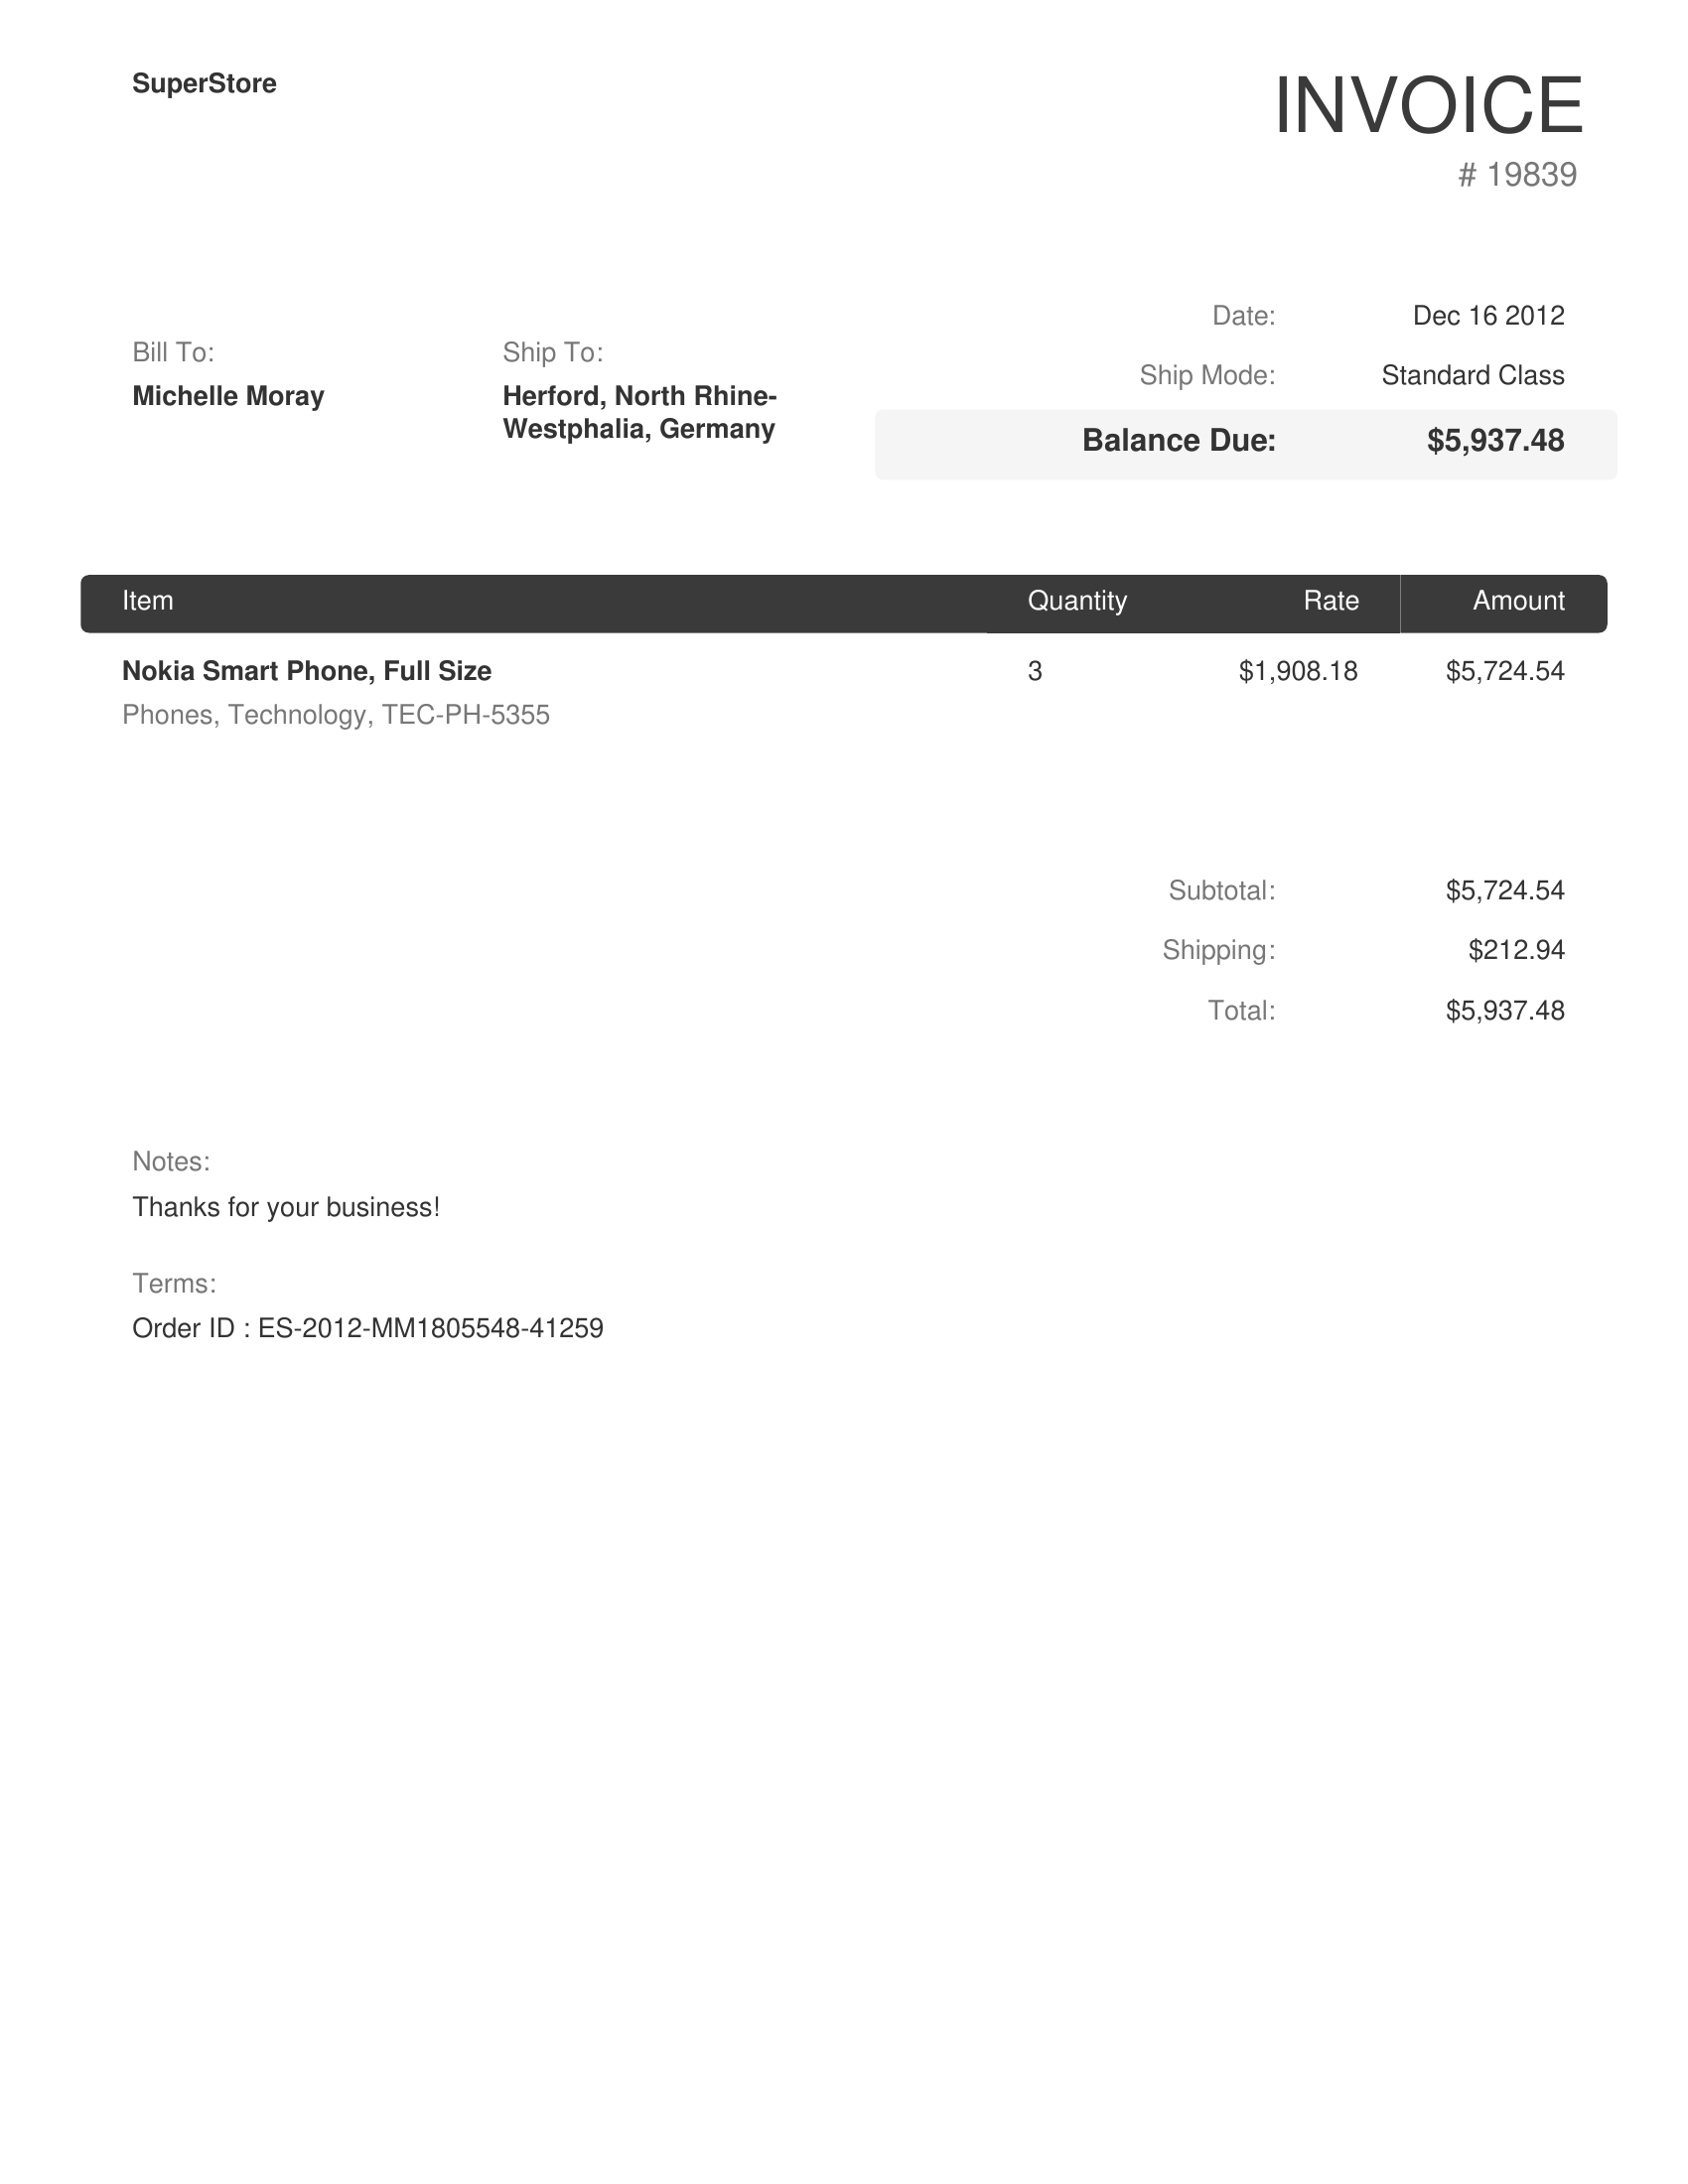 SuperStore
INVOICE
# 19839
Date: Dec 16 2012
Ship Mode: Standard Class
Balance Due: $5,937.48
Bill To:
Michelle Moray
Ship To:
Herford, North Rhine-
Westphalia, Germany
Item Quantity Rate Amount
Nokia Smart Phone, Full Size 3 $1,908.18 $5,724.54
Phones, Technology, TEC-PH-5355
Subtotal: $5,724.54
Shipping: $212.94
Total: $5,937.48
Notes:
Thanks for your business!
Terms:
Order ID : ES-2012-MM1805548-41259